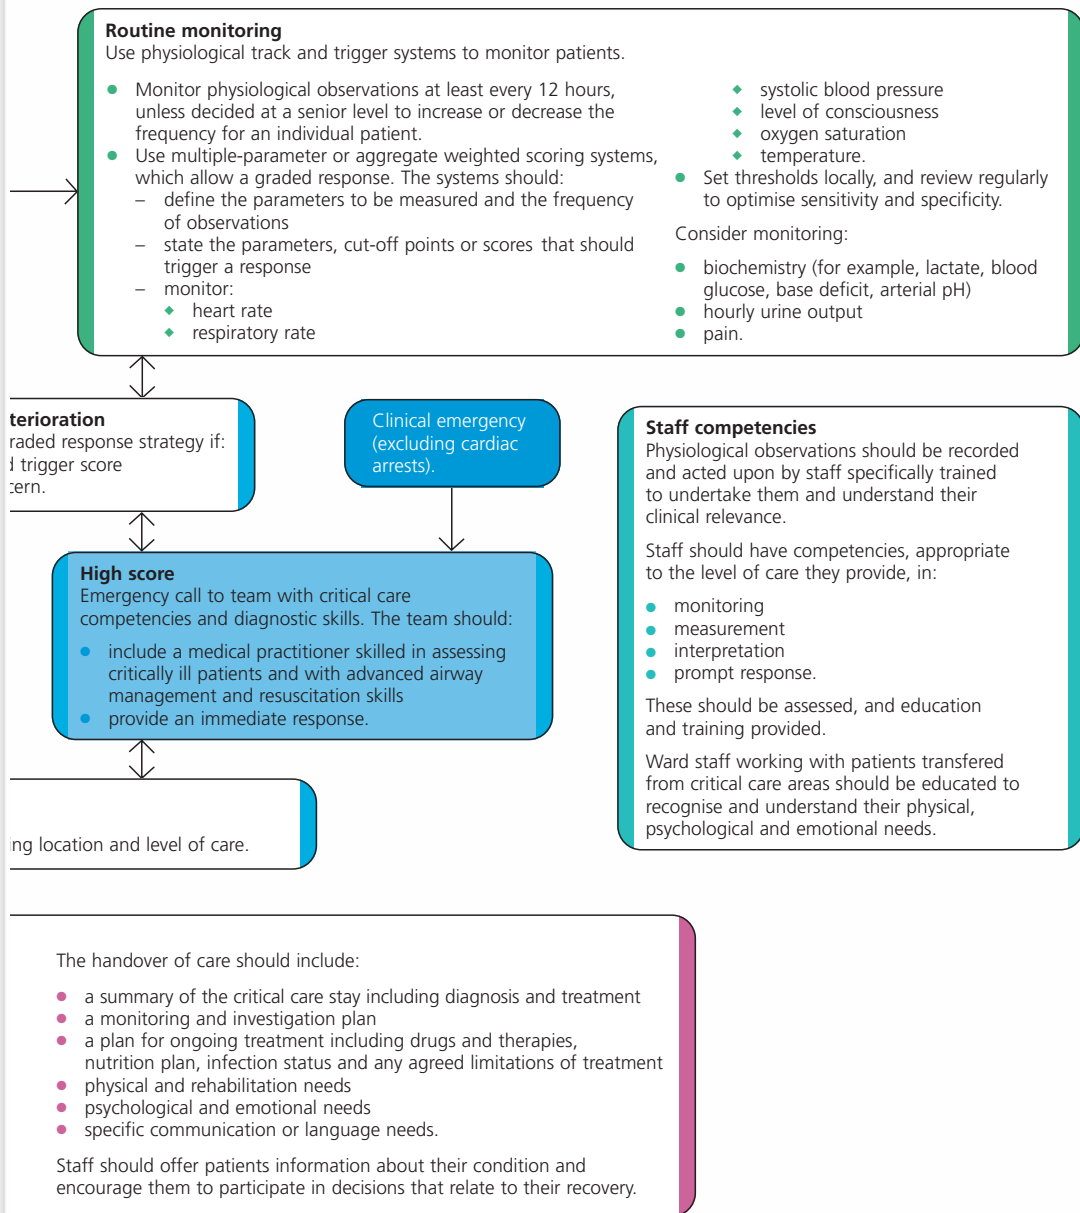 Routine monitoring
Use physiological track and trigger systems to monitor patients.
● Monitor physiological observations at least every 12 hours,
unless decided at a senior level to increase or decrease the
frequency for an individual patient.
● Use multiple-parameter or aggregate weighted scoring systems,
which allow a graded response. The systems should:
– define the parameters to be measured and the frequency
of observations
– state the parameters, cut-off points or scores that should
trigger a response
– monitor:
◆ heart rate
◆ respiratory rate
◆ systolic blood pressure
◆ level of consciousness
◆ oxygen saturation
◆ temperature.
● Set thresholds locally, and review regularly
to optimise sensitivity and specificity.
Consider monitoring:
● biochemistry (for example, lactate, blood
glucose, base deficit, arterial pH)
● hourly urine output
● pain.
terioration
raded response strategy if:
d trigger score
cern.
Clinical emergency
(excluding cardiac
arrests).
High score
Emergency call to team with critical care
competencies and diagnostic skills. The team should:
● include a medical practitioner skilled in assessing
critically ill patients and with advanced airway
management and resuscitation skills
● provide an immediate response.
ing location and level of care.
Staff competencies
Physiological observations should be recorded
and acted upon by staff specifically trained
to undertake them and understand their
clinical relevance.
Staff should have competencies, appropriate
to the level of care they provide, in:
● monitoring
● measurement
● interpretation
● prompt response.
These should be assessed, and education
and training provided.
Ward staff working with patients transfered
from critical care areas should be educated to
recognise and understand their physical,
psychological and emotional needs.
The handover of care should include:
● a summary of the critical care stay including diagnosis and treatment
● a monitoring and investigation plan
● a plan for ongoing treatment including drugs and therapies,
nutrition plan, infection status and any agreed limitations of treatment
● physical and rehabilitation needs
● psychological and emotional needs
● specific communication or language needs.
Staff should offer patients information about their condition and
encourage them to participate in decisions that relate to their recovery.